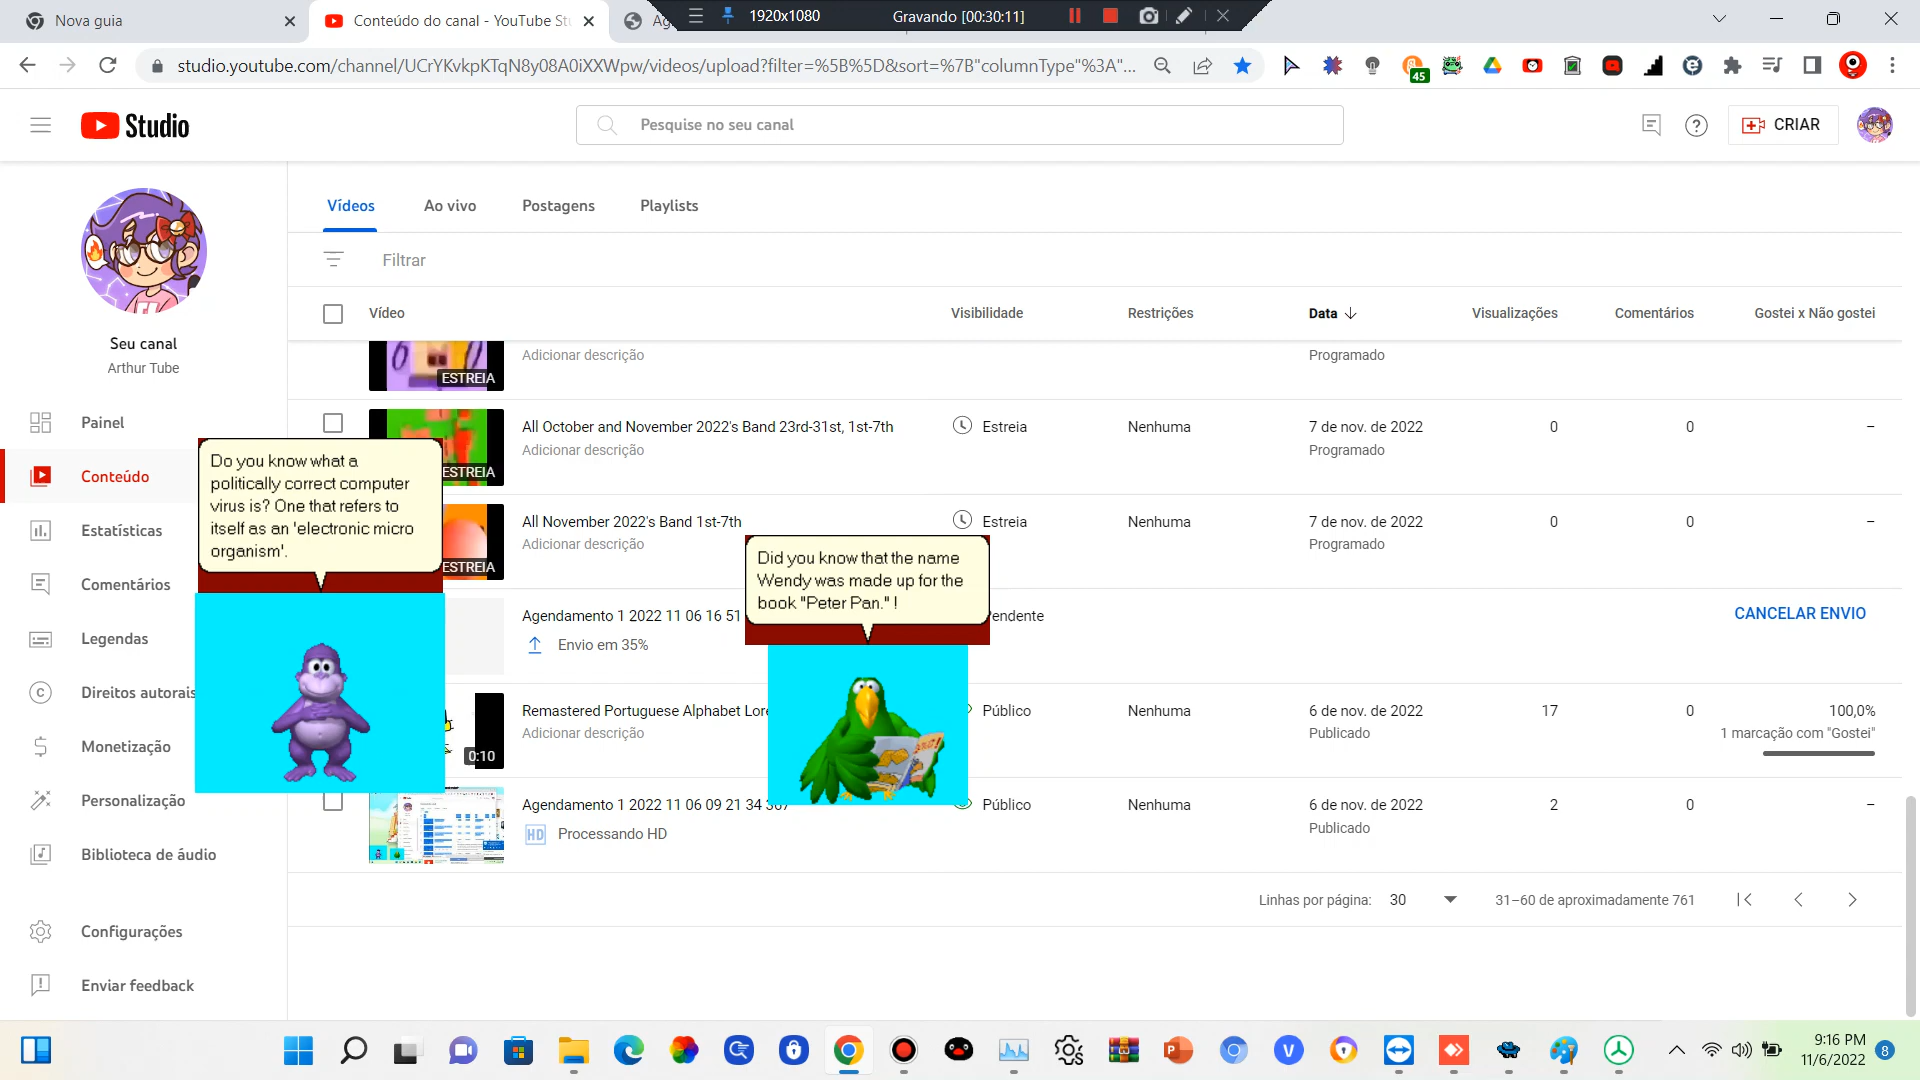 Nova guia
Conteúdo do canal - YouTube St
Ag
1920x1080
Gravando [00:30:11]
studio.youtube.com/channel/UCrYKvkpKTqN8y08A0iXXWpw/videos/upload?filter=%5B%5D&sort=%7B"columnType"%3A"...
45
Studio
Pesquise no seu canal
CRIAR
Seu canal
Arthur Tube
Painel
Conteúdo
Estatísticas
Comentários
Legendas
Direitos autorais
Monetização
Personalização
Biblioteca de áudio
Configurações
Enviar feedback
Vídeos
Ao vivo
Postagens
Playlists
Filtrar
Vídeo
Visibilidade
Restrições
Data
Visualizações
Comentários
Gostei x Não gostei
ESTREIA
Adicionar descrição
Programado
ESTREIA
All October and November 2022's Band 23rd-31st, 1st-7th
Adicionar descrição
Estreia
Nenhuma
7 de nov. de 2022
Programado
0
0
–
ESTREIA
All November 2022's Band 1st-7th
Adicionar descrição
Estreia
Nenhuma
7 de nov. de 2022
Programado
0
0
–
Agendamento 1 2022 11 06 16 51
Envio em 35%
endente
CANCELAR ENVIO
0:10
Remastered Portuguese Alphabet Lore
Adicionar descrição
Público
Nenhuma
6 de nov. de 2022
Publicado
17
0
100,0%
1 marcação com "Gostei"
Agendamento 1 2022 11 06 09 21 34 367
HD
Processando HD
Público
Nenhuma
6 de nov. de 2022
Publicado
2
0
–
Do you know what a
politically correct computer
virus is? One that refers to
itself as an 'electronic micro
organism'.
Did you know that the name
Wendy was made up for the
book "Peter Pan." !
Linhas por página:
30
31–60 de aproximadamente 761
9:16 PM
11/6/2022
8